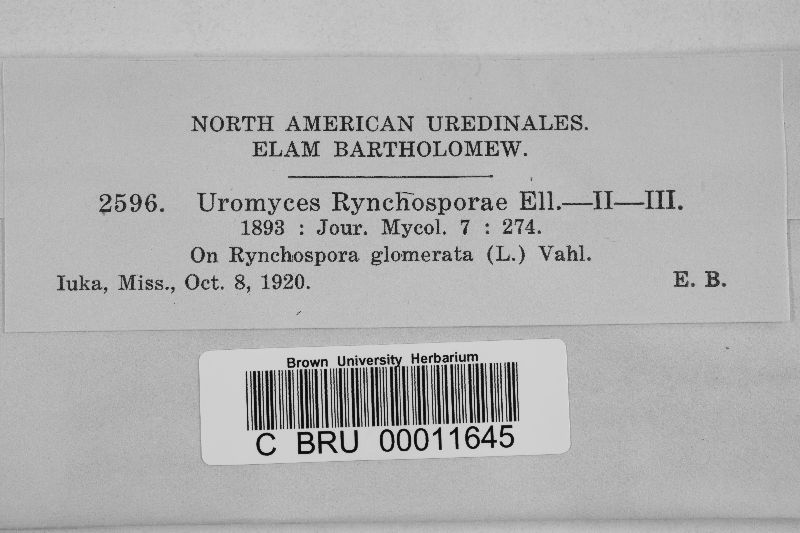 NORTH AMERICAN UREDINALES.
ELAM BARTHOLOMEW.
2596. Uromyces Rynchosporae Ell.—II—III.
1893 : Jour. Mycol. 7 : 274.
On Rynchospora glomerata (L.) Vahl.
Iuka, Miss., Oct. 8, 1920. E. B.
Brown University Herbarium
C BRU 00011645